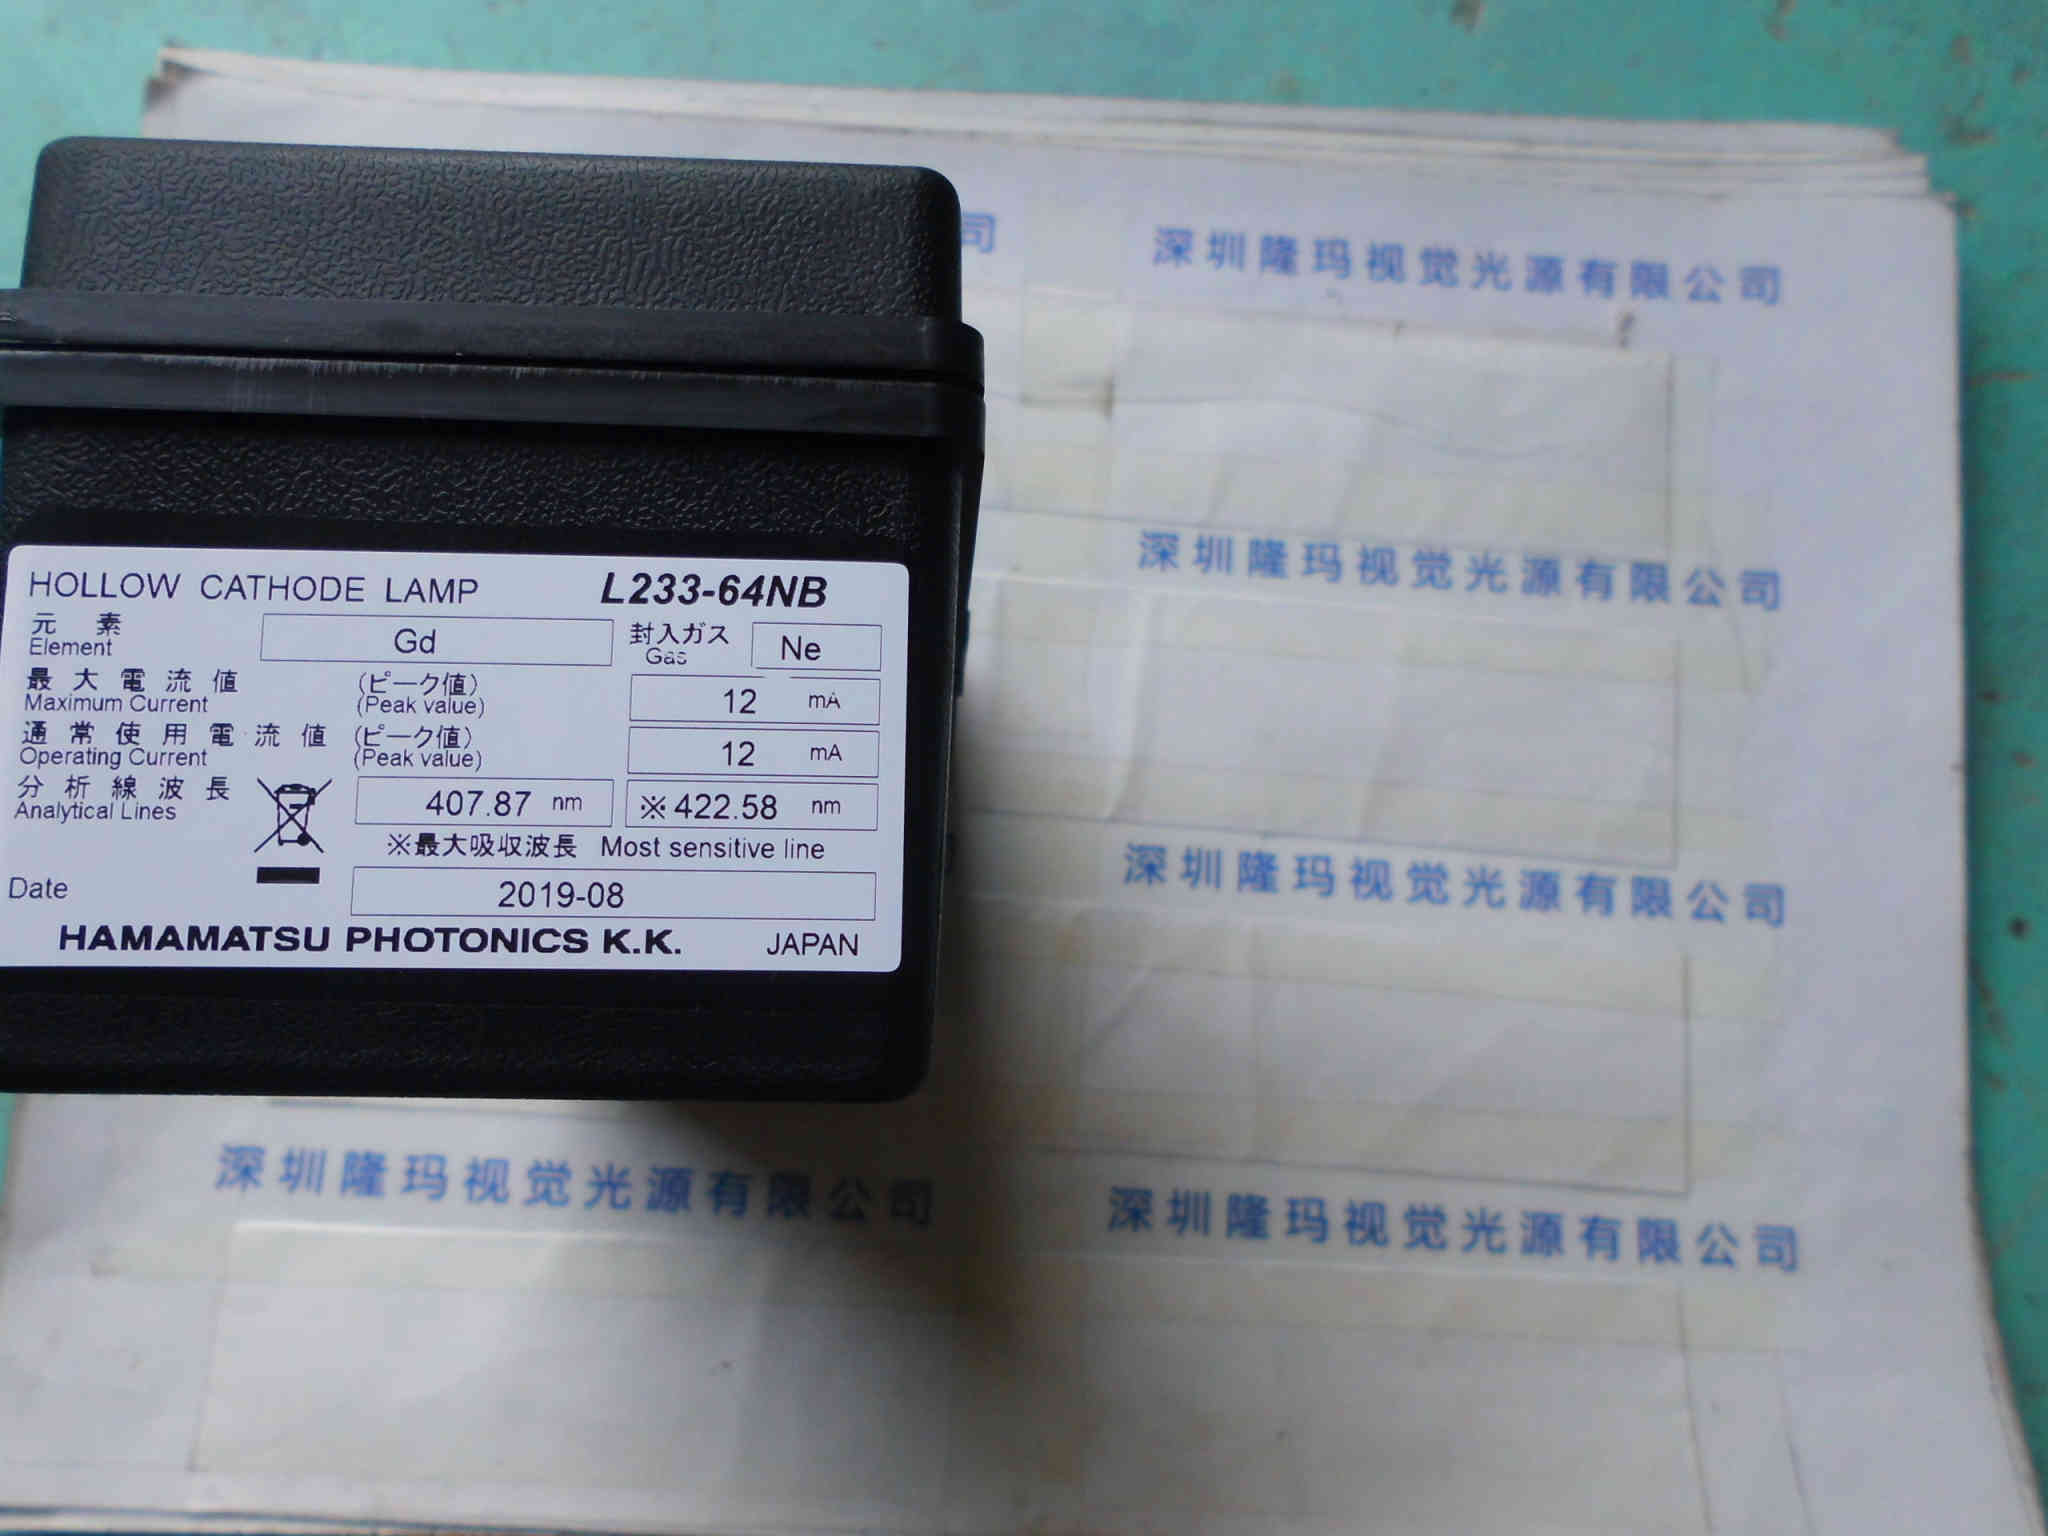 司
深圳隆玛视觉光源有限公司
深圳隆玛视觉光源有限公司
深圳隆玛视觉光源有限公司
深圳隆玛视觉光源有限公司
深圳隆玛视觉光源有限公司
HOLLOW CATHODE LAMP L233-64NB
元素 Gd 封入ガス Ne
Element Gas
最大電流値 (ピーク値) 12 mA
Maximum Current (Peak value)
通常使用電流値 (ピーク値) 12 mA
Operating Current (Peak value)
分析線波長 407.87 nm ※422.58 nm
Analytical Lines
※最大吸収波長 Most sensitive line
Date 2019-08
HAMAMATSU PHOTONICS K.K. JAPAN